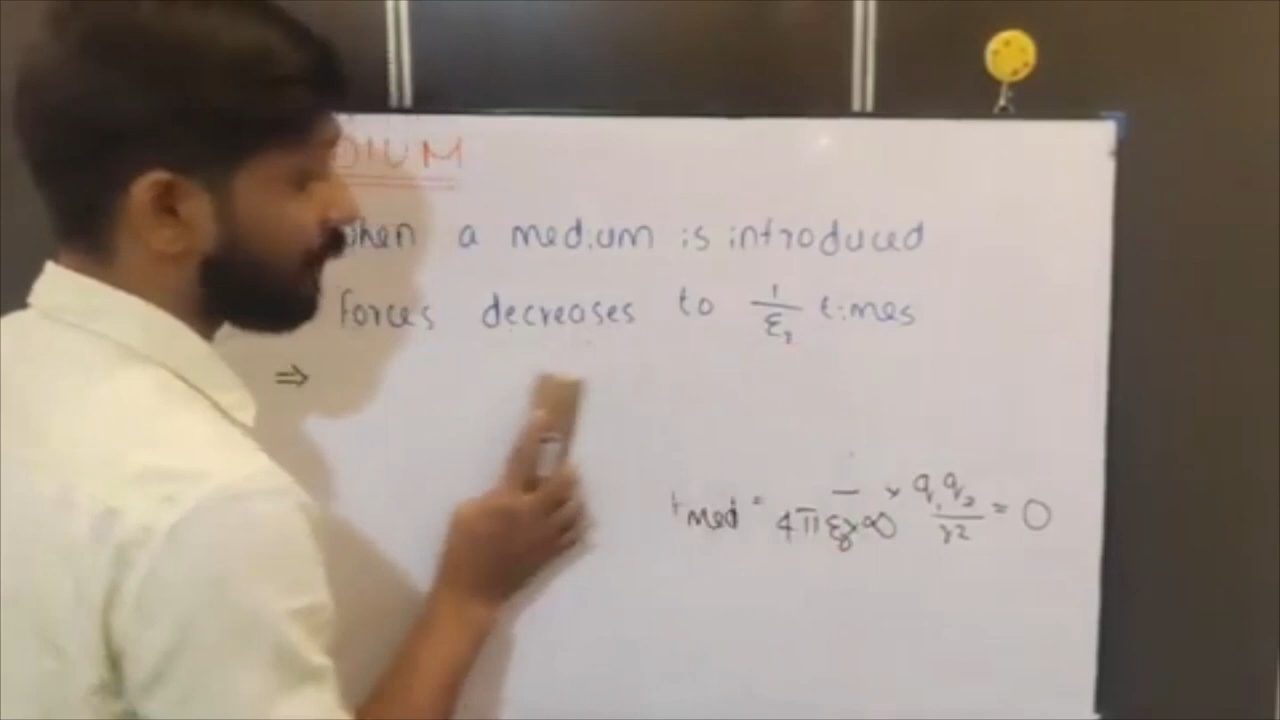 DIUM
when a medium is introduced
forces decreases to 1/εr times
⇒
Fmed = 1/4πε₀×∞ × q₁q₂/r2 = 0